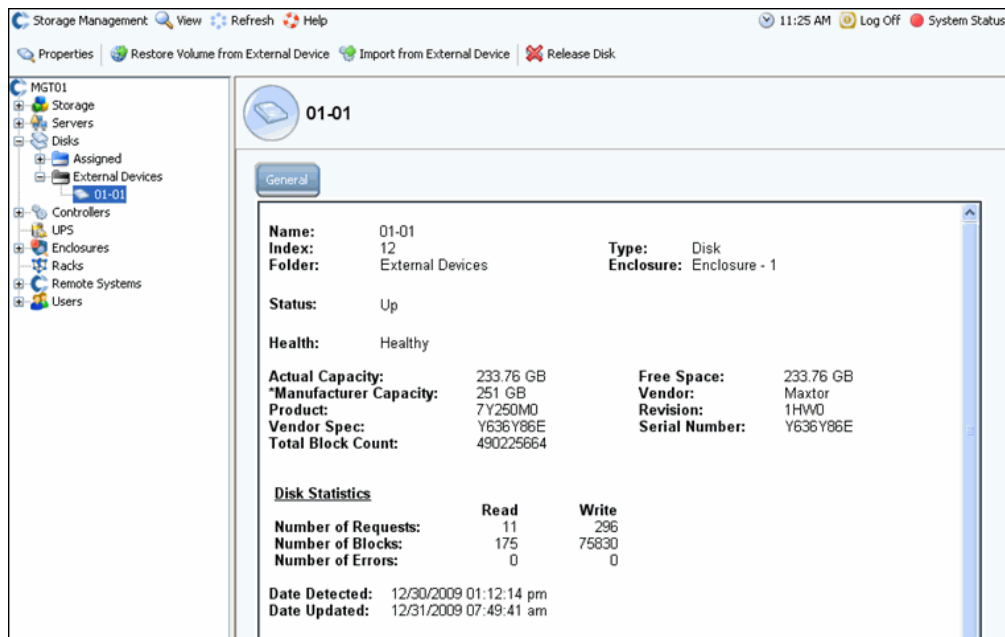 Storage Management View Refresh Help 11:25 AM Log Off System Status
Properties Restore Volume from External Device Import from External Device Release Disk
MGT01
Storage
Servers
Disks
Assigned
External Devices
01-01
Controllers
UPS
Enclosures
Racks
Remote Systems
Users
01-01
General
Name: 01-01
Index: 12 Type: Disk
Folder: External Devices Enclosure: Enclosure - 1
Status: Up
Health: Healthy
Actual Capacity: 233.76 GB Free Space: 233.76 GB
*Manufacturer Capacity: 251 GB Vendor: Maxtor
Product: 7Y250M0 Revision: 1HW0
Vendor Spec: Y636Y86E Serial Number: Y636Y86E
Total Block Count: 490225664
Disk Statistics
Read Write
Number of Requests: 11 296
Number of Blocks: 175 75830
Number of Errors: 0 0
Date Detected: 12/30/2009 01:12:14 pm
Date Updated: 12/31/2009 07:49:41 am